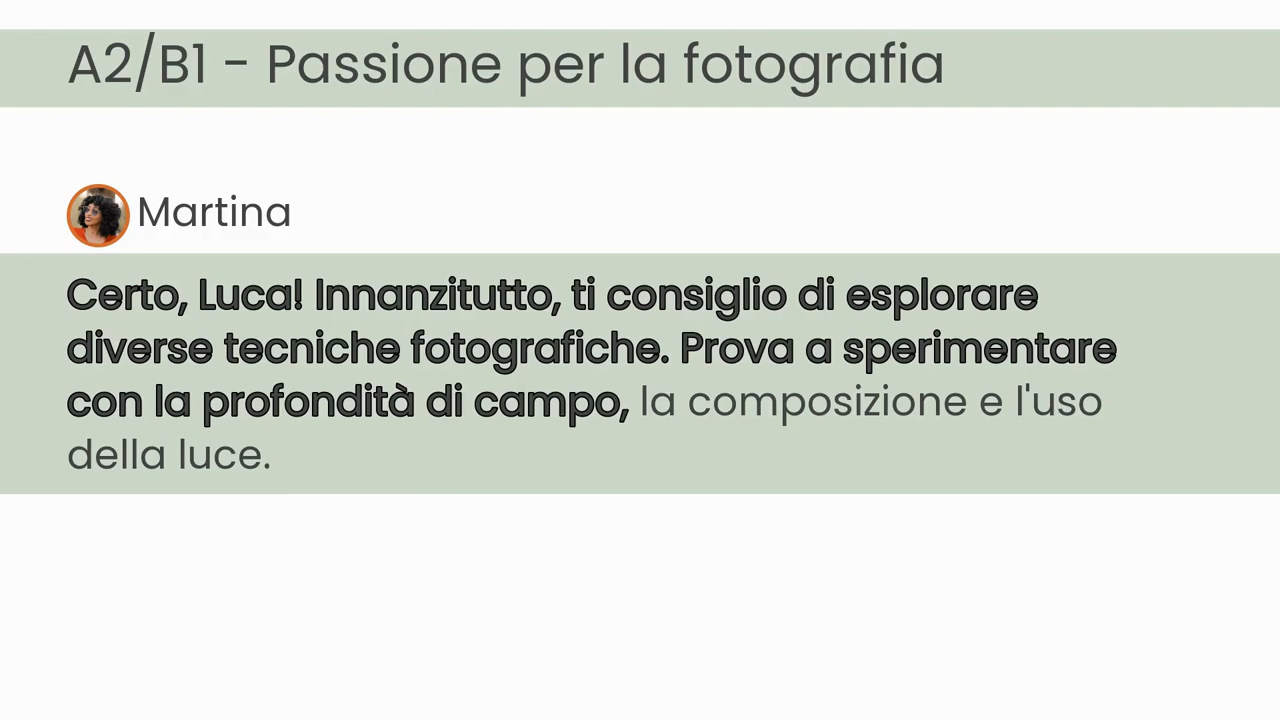 A2/B1 - Passione per la fotografia
Martina
Certo, Luca! Innanzitutto, ti consiglio di esplorare
diverse tecniche fotografiche. Prova a sperimentare
con la profondità di campo, la composizione e l'uso
della luce.